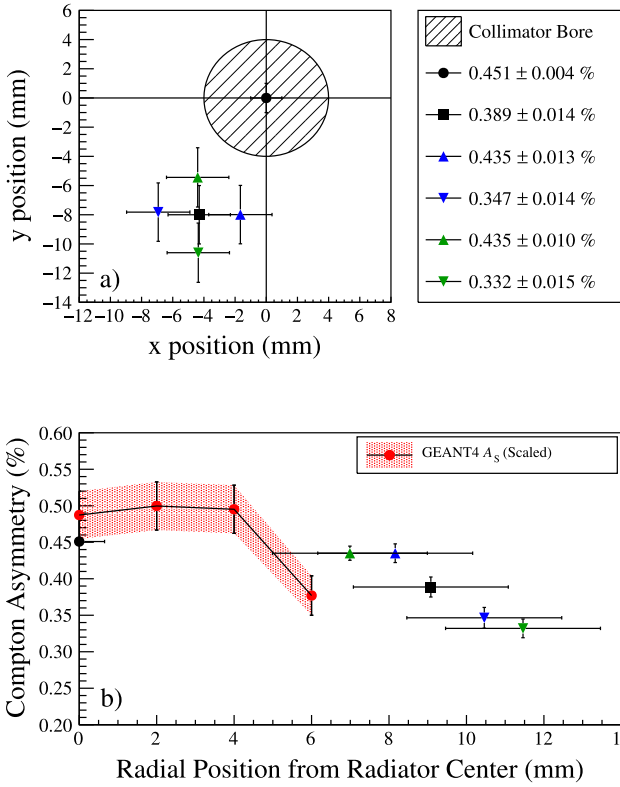 6
4
2
0
−2
−4
−6
−8
−10
−12
−14
y position (mm)
a)
−12 −10 −8 −6 −4 −2 0 2 4 6 8
x position (mm)
Collimator Bore
0.451 ± 0.004 %
0.389 ± 0.014 %
0.435 ± 0.013 %
0.347 ± 0.014 %
0.435 ± 0.010 %
0.332 ± 0.015 %
0.60
0.55
0.50
0.45
0.40
0.35
0.30
0.25
0.20
Compton Asymmetry (%)
GEANT4 A_S (Scaled)
b)
0 2 4 6 8 10 12
Radial Position from Radiator Center (mm)